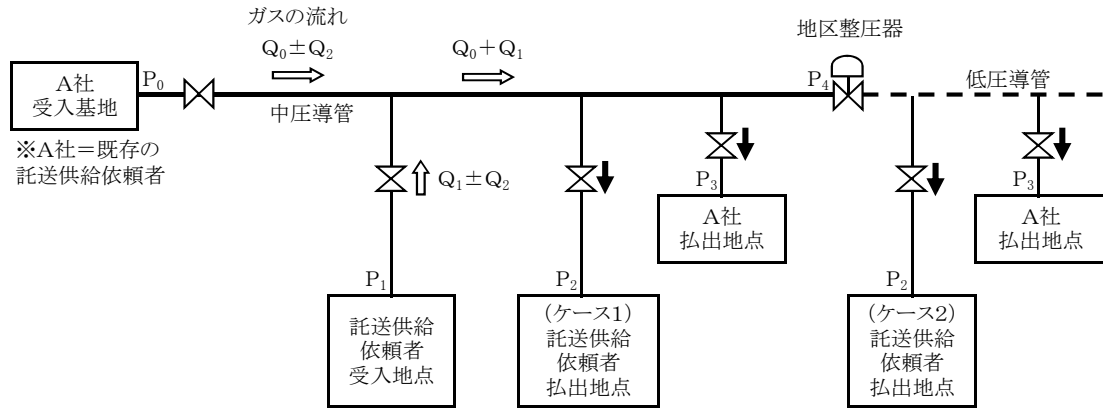 ガスの流れ
Q₀±Q₂
Q₀+Q₁
地区整圧器
A社
受入基地
P₀
P₄
低圧導管
中圧導管
※A社＝既存の
託送供給依頼者
Q₁±Q₂
P₃
P₃
A社
払出地点
A社
払出地点
P₁
P₂
P₂
託送供給
依頼者
受入地点
(ケース1)
託送供給
依頼者
払出地点
(ケース2)
託送供給
依頼者
払出地点